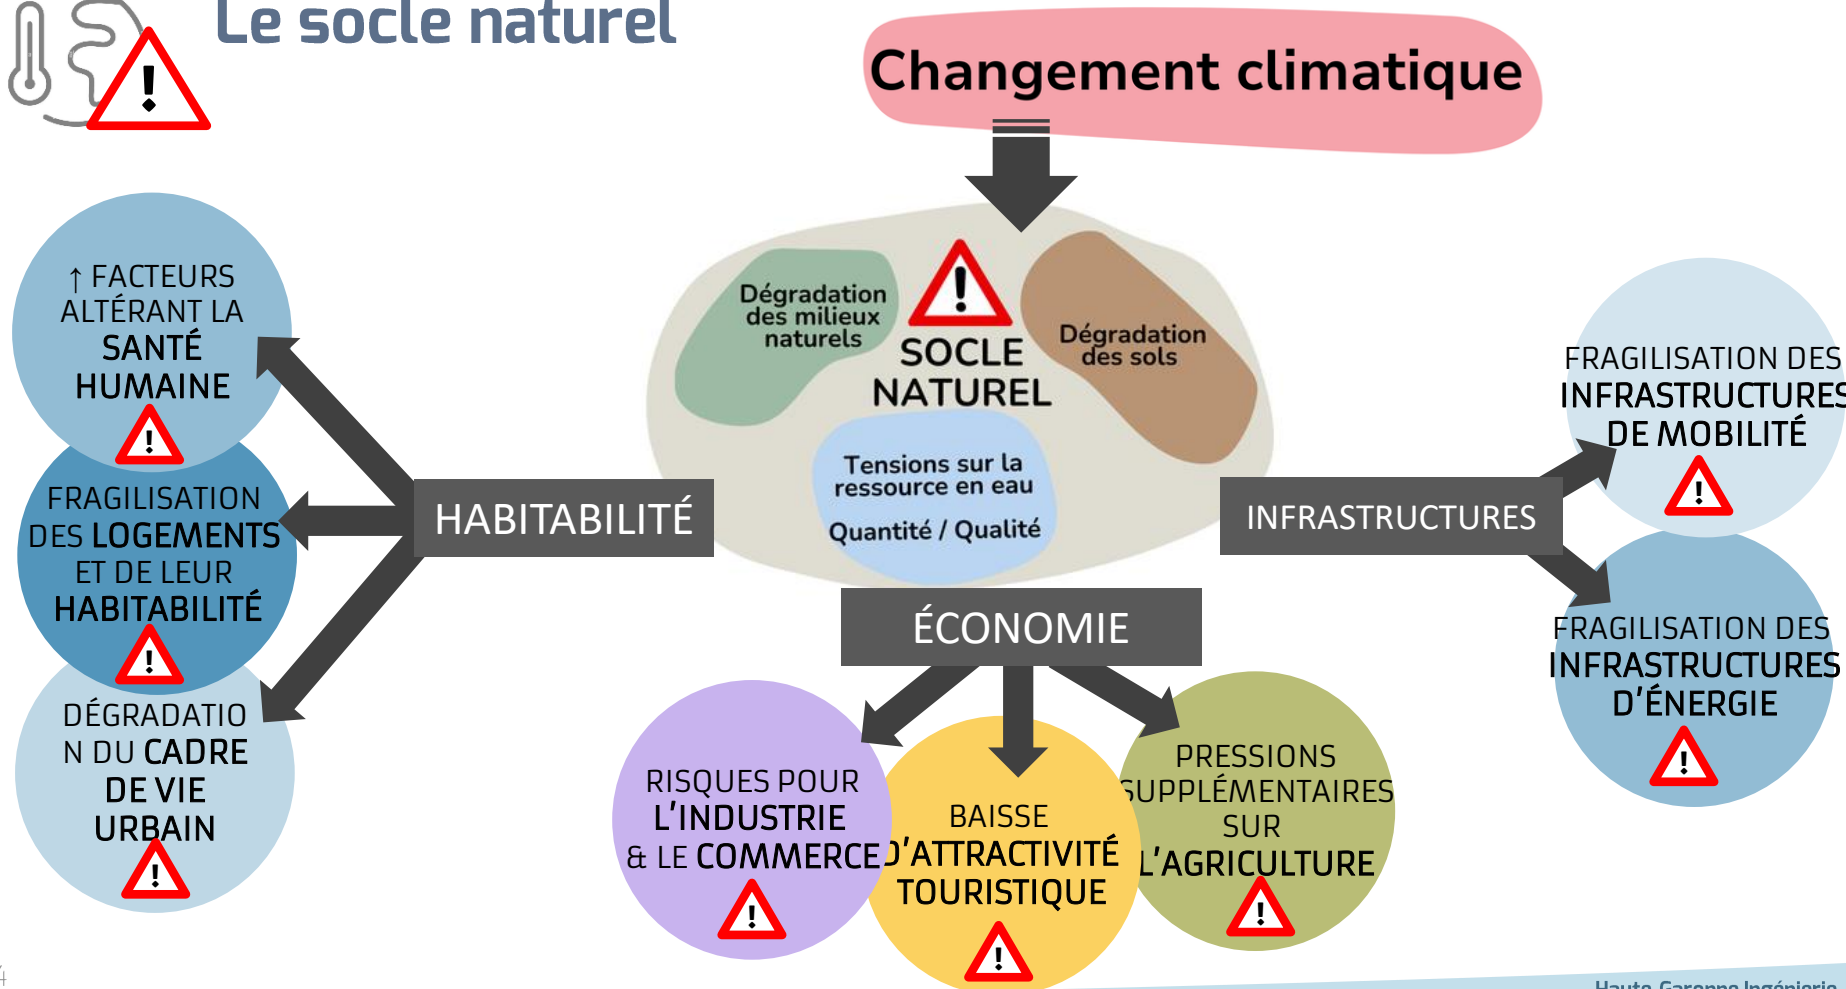 Le socle naturel
Changement climatique
Dégradation
des milieux
naturels
SOCLE
NATUREL
Dégradation
des sols
Tensions sur la
ressource en eau
Quantité / Qualité
HABITABILITÉ
↑ FACTEURS
ALTÉRANT LA
SANTÉ
HUMAINE
FRAGILISATION
DES LOGEMENTS
ET DE LEUR
HABITABILITÉ
DÉGRADATIO
N DU CADRE
DE VIE
URBAIN
ÉCONOMIE
RISQUES POUR
L'INDUSTRIE
& LE COMMERCE
BAISSE
D'ATTRACTIVITÉ
TOURISTIQUE
PRESSIONS
SUPPLÉMENTAIRES
SUR
L'AGRICULTURE
INFRASTRUCTURES
FRAGILISATION DES
INFRASTRUCTURES
DE MOBILITÉ
FRAGILISATION DES
INFRASTRUCTURES
D'ÉNERGIE
Haute-Garonne Ingénierie